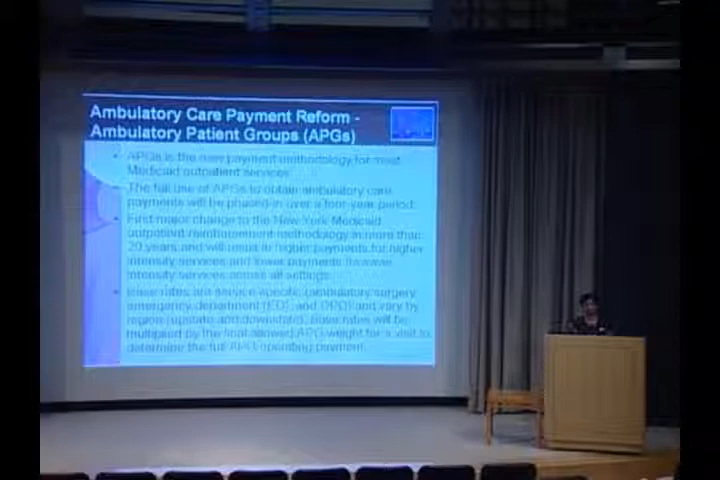 Ambulatory Care Payment Reform -
Ambulatory Patient Groups (APGs)
• APGs is the new payment methodology for most
Medicaid outpatient services
• The full use of APGs to obtain ambulatory care
payments will be phased-in over a four-year period.
• First major change to the New York Medicaid
outpatient reimbursement methodology in more than
20 years and will result in higher payments for higher
intensity services and lower payments for lower
intensity services across all settings.
• Base rates are service specific (ambulatory surgery,
emergency department (ED), and OPD) and vary by
region (upstate and downstate). Base rates will be
multiplied by the final allowed APG weight for a visit to
determine the full APG operating payment.